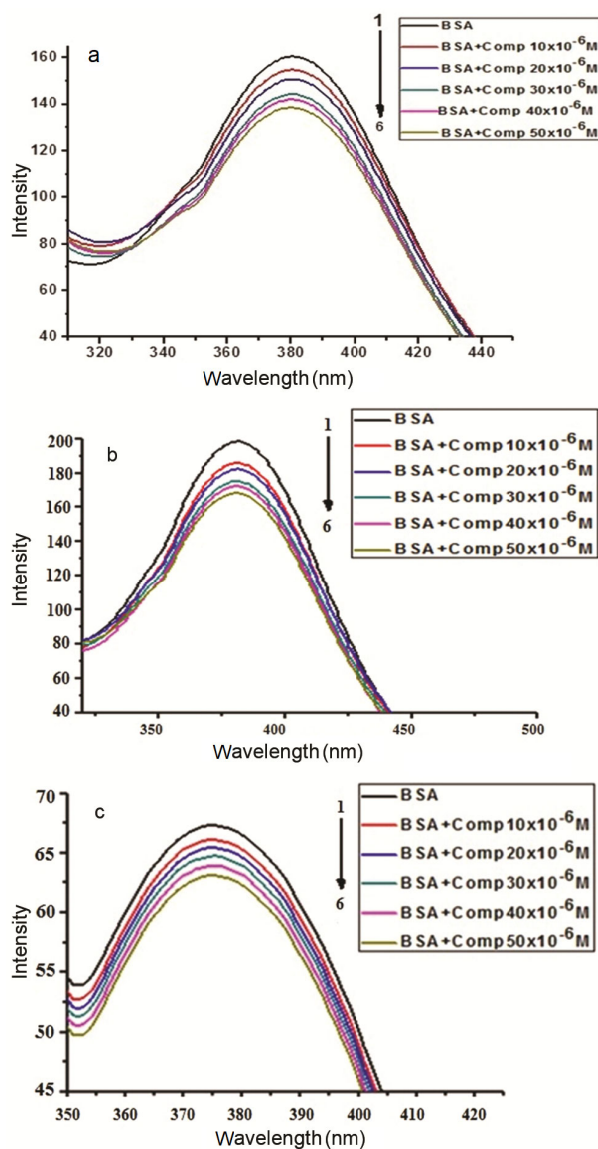 a
160
140
120
100
80
60
40
320
340
360
380
400
420
440
Intensity
Wavelength (nm)
1
6
BSA
BSA+Comp 10x10⁻⁶M
BSA+Comp 20x10⁻⁶M
BSA+Comp 30x10⁻⁶M
BSA+Comp 40x10⁻⁶M
BSA+Comp 50x10⁻⁶M
b
200
180
160
140
120
100
80
60
40
350
400
450
500
Intensity
Wavelength (nm)
1
6
BSA
BSA+Comp10x10⁻⁶M
BSA+Comp20x10⁻⁶M
BSA+Comp30x10⁻⁶M
BSA+Comp40x10⁻⁶M
BSA+Comp50x10⁻⁶M
c
70
65
60
55
50
45
350
360
370
380
390
400
420
Intensity
Wavelength (nm)
1
6
BSA
BSA+Comp10x10⁻⁶M
BSA+Comp20x10⁻⁶M
BSA+Comp30x10⁻⁶M
BSA+Comp40x10⁻⁶M
BSA+Comp50x10⁻⁶M